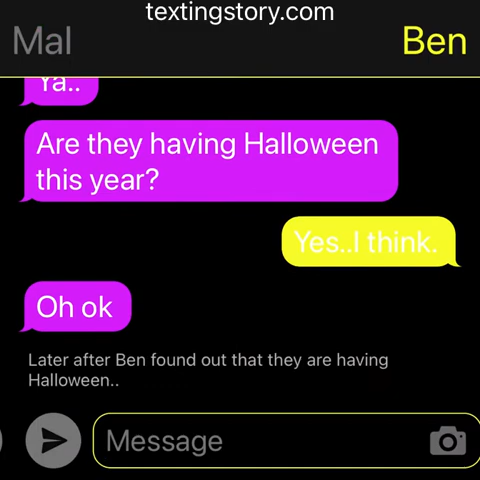 textingstory.com
Mal
Ben
Ya..
Are they having Halloween
this year?
Yes..I think.
Oh ok
Later after Ben found out that they are having
Halloween..
Message